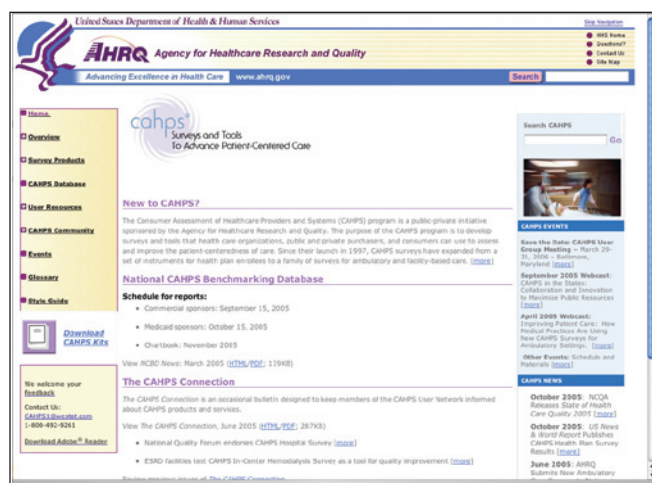 United States Department of Health & Human Services
Skip Navigation
AHRQ Agency for Healthcare Research and Quality
HHS Home
Questions?
Contact Us
Site Map
Advancing Excellence in Health Care www.ahrq.gov
Search
Home
Overview
Survey Products
CAHPS Database
User Resources
CAHPS Community
Events
Glossary
Style Guide
Download
CAHPS Kits
We welcome your
feedback
Contact Us:
CAHPS1@westat.com
1-800-492-9261
Download Adobe® Reader
cahps®
Surveys and Tools
To Advance Patient-Centered Care
New to CAHPS?
The Consumer Assessment of Healthcare Providers and Systems (CAHPS) program is a public-private initiative
sponsored by the Agency for Healthcare Research and Quality. The purpose of the CAHPS program is to develop
surveys and tools that health care organizations, public and private purchasers, and consumers can use to assess
and improve the patient-centeredness of care. Since their launch in 1997, CAHPS surveys have expanded from a
set of instruments for health plan enrollees to a family of surveys for ambulatory and facility-based care. [more]
National CAHPS Benchmarking Database
Schedule for reports:
• Commercial sponsors: September 15, 2005
• Medicaid sponsors: October 15, 2005
• Chartbook: November 2005
View NCBD News: March 2005 (HTML/PDF; 139KB)
The CAHPS Connection
The CAHPS Connection is an occasional bulletin designed to keep members of the CAHPS User Network informed
about CAHPS products and services.
View The CAHPS Connection, June 2005 (HTML/PDF; 287KB)
• National Quality Forum endorses CAHPS Hospital Survey [more]
• ESRD facilities test CAHPS In-Center Hemodialysis Survey as a tool for quality improvement [more]
Review previous issues of The CAHPS Connection
Search CAHPS
Go
CAHPS EVENTS
Save the Date: CAHPS User
Group Meeting – March 29-
31, 2006 – Baltimore,
Maryland [more]
September 2005 Webcast:
CAHPS in the States:
Collaboration and Innovation
to Maximize Public Resources
[more]
April 2005 Webcast:
Improving Patient Care: How
Medical Practices Are Using
New CAHPS Surveys for
Ambulatory Settings. [more]
Other Events: Schedule and
Materials [more]
CAHPS NEWS
October 2005: NCQA
Releases State of Health
Care Quality 2005 [more]
October 2005: US News
& World Report Publishes
CAHPS Health Plan Survey
Results [more]
June 2005: AHRQ
Submits New Ambulatory